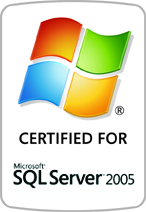 ®
CERTIFIED FOR
Microsoft
SQL Server 2005